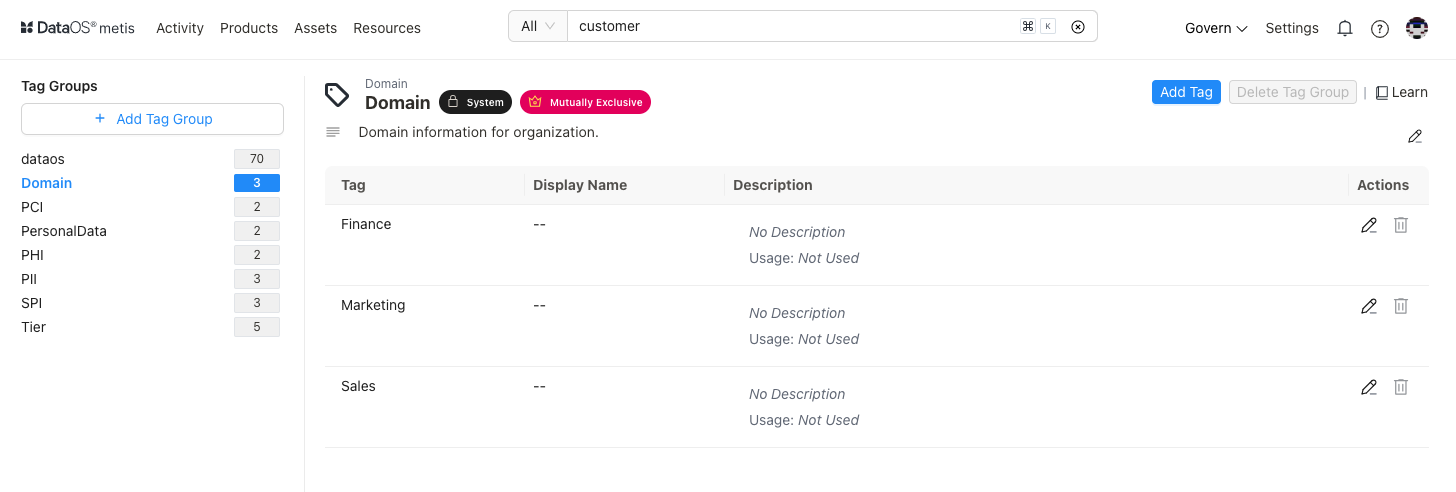 DataOS® metis Activity Products Assets Resources All customer ⌘ K Govern Settings
Tag Groups
+ Add Tag Group
dataos 70
Domain 3
PCI 2
PersonalData 2
PHI 2
PII 3
SPI 3
Tier 5
Domain
Domain System Mutually Exclusive Add Tag Delete Tag Group | Learn
Domain information for organization.
Tag Display Name Description Actions
Finance -- No Description
Usage: Not Used
Marketing -- No Description
Usage: Not Used
Sales -- No Description
Usage: Not Used